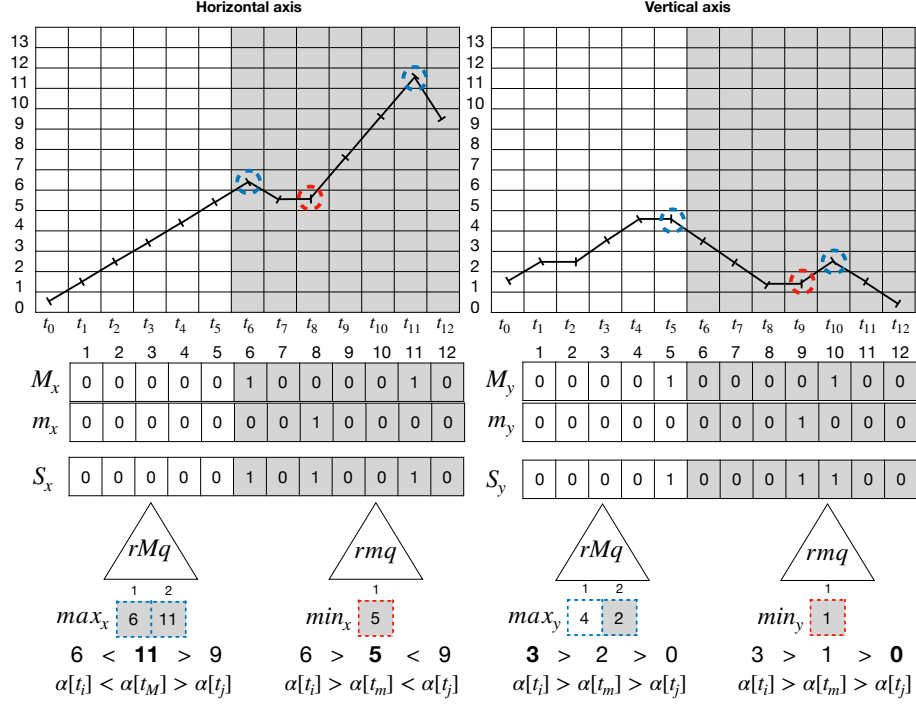 Horizontal axis
13
12
11
10
9
8
7
6
5
4
3
2
1
0
t0 t1 t2 t3 t4 t5 t6 t7 t8 t9 t10 t11 t12
1 2 3 4 5 6 7 8 9 10 11 12
Mx 0 0 0 0 0 1 0 0 0 0 1 0
mx 0 0 0 0 0 0 0 1 0 0 0 0
Sx 0 0 0 0 0 1 0 1 0 0 1 0
rMq
1 2
maxx 6 11
6 < 11 > 9
α[ti] < α[tM] > α[tj]
rmq
1
minx 5
6 > 5 < 9
α[ti] > α[tm] < α[tj]
Vertical axis
13
12
11
10
9
8
7
6
5
4
3
2
1
0
t0 t1 t2 t3 t4 t5 t6 t7 t8 t9 t10 t11 t12
1 2 3 4 5 6 7 8 9 10 11 12
My 0 0 0 0 1 0 0 0 0 1 0 0
my 0 0 0 0 0 0 0 0 1 0 0 0
Sy 0 0 0 0 1 0 0 0 1 1 0 0
rMq
1 2
maxy 4 2
3 > 2 > 0
α[ti] > α[tm] > α[tj]
rmq
1
miny 1
3 > 1 > 0
α[ti] > α[tm] > α[tj]